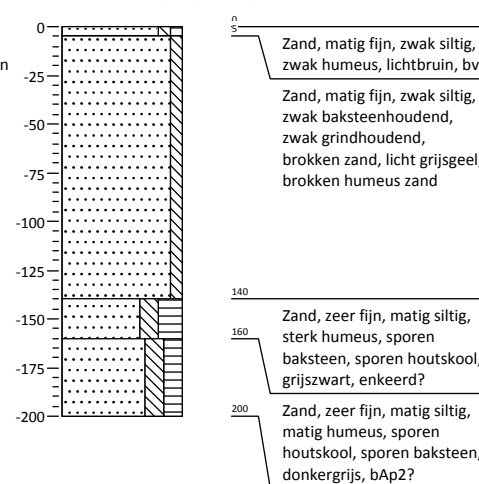 0
-25
-50
-75
-100
-125
-150
-175
-200
n
0
5
Zand, matig fijn, zwak siltig,
zwak humeus, lichtbruin, bv
Zand, matig fijn, zwak siltig,
zwak baksteenhoudend,
zwak grindhoudend,
brokken zand, licht grijsgeel,
brokken humeus zand
140
Zand, zeer fijn, matig siltig,
sterk humeus, sporen
baksteen, sporen houtskool,
grijszwart, enkeerd?
160
Zand, zeer fijn, matig siltig,
matig humeus, sporen
houtskool, sporen baksteen,
donkergrijs, bAp2?
200